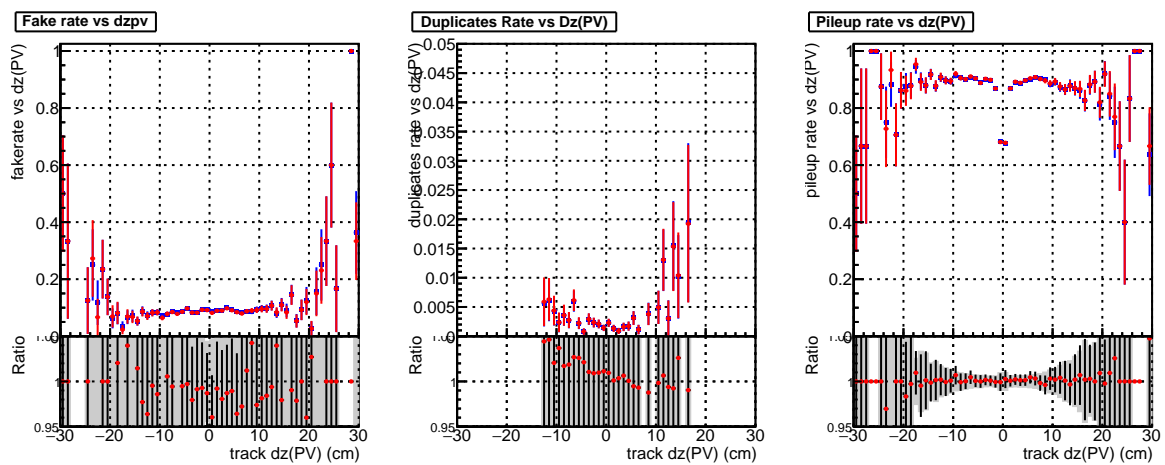 Fake rate vs dzpv
fakerate vs dz(PV)
1
0.8
0.6
0.4
0.2
0
Ratio
1
0.95
−30 −20 −10 0 10 20 30
track dz(PV) (cm)
Duplicates Rate vs Dz(PV)
duplicates rate vs dz(PV)
0.05
0.045
0.04
0.035
0.03
0.025
0.02
0.015
0.01
0.005
0
Ratio
1
0.95
−30 −20 −10 0 10 20 30
track dz(PV) (cm)
Pileup rate vs dz(PV)
pileup rate vs dz(PV)
1
0.8
0.6
0.4
0.2
0
Ratio
1
0.95
−30 −20 −10 0 10 20 30
track dz(PV) (cm)